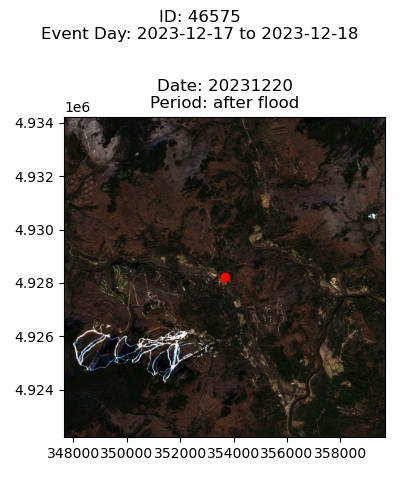 ID: 46575
Event Day: 2023-12-17 to 2023-12-18
Date: 20231220
Period: after flood
1e6
4.934
4.932
4.930
4.928
4.926
4.924
348000 350000 352000 354000 356000 358000